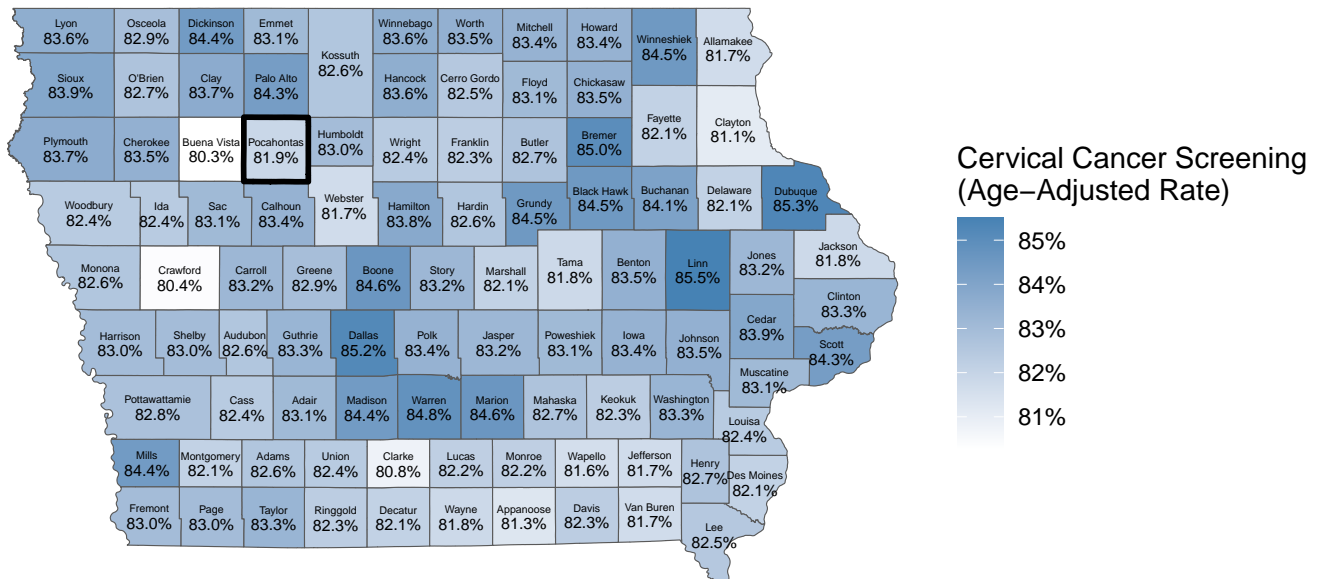 Lyon
83.6%
Osceola
82.9%
Dickinson
84.4%
Emmet
83.1%
Kossuth
82.6%
Winnebago
83.6%
Worth
83.5%
Mitchell
83.4%
Howard
83.4%
Winneshiek
84.5%
Allamakee
81.7%
Sioux
83.9%
O'Brien
82.7%
Clay
83.7%
Palo Alto
84.3%
Hancock
83.6%
Cerro Gordo
82.5%
Floyd
83.1%
Chickasaw
83.5%
Fayette
82.1%
Clayton
81.1%
Plymouth
83.7%
Cherokee
83.5%
Buena Vista
80.3%
Pocahontas
81.9%
Humboldt
83.0%
Wright
82.4%
Franklin
82.3%
Butler
82.7%
Bremer
85.0%
Woodbury
82.4%
Ida
82.4%
Sac
83.1%
Calhoun
83.4%
Webster
81.7%
Hamilton
83.8%
Hardin
82.6%
Grundy
84.5%
Black Hawk
84.5%
Buchanan
84.1%
Delaware
82.1%
Dubuque
85.3%
Monona
82.6%
Crawford
80.4%
Carroll
83.2%
Greene
82.9%
Boone
84.6%
Story
83.2%
Marshall
82.1%
Tama
81.8%
Benton
83.5%
Linn
85.5%
Jones
83.2%
Jackson
81.8%
Clinton
83.3%
Harrison
83.0%
Shelby
83.0%
Audubon
82.6%
Guthrie
83.3%
Dallas
85.2%
Polk
83.4%
Jasper
83.2%
Poweshiek
83.1%
Iowa
83.4%
Johnson
83.5%
Cedar
83.9%
Scott
84.3%
Muscatine
83.1%
Pottawattamie
82.8%
Cass
82.4%
Adair
83.1%
Madison
84.4%
Warren
84.8%
Marion
84.6%
Mahaska
82.7%
Keokuk
82.3%
Washington
83.3%
Louisa
82.4%
Mills
84.4%
Montgomery
82.1%
Adams
82.6%
Union
82.4%
Clarke
80.8%
Lucas
82.2%
Monroe
82.2%
Wapello
81.6%
Jefferson
81.7%
Henry
82.7%
Des Moines
82.1%
Fremont
83.0%
Page
83.0%
Taylor
83.3%
Ringgold
82.3%
Decatur
82.1%
Wayne
81.8%
Appanoose
81.3%
Davis
82.3%
Van Buren
81.7%
Lee
82.5%
Cervical Cancer Screening
(Age−Adjusted Rate)
85%
84%
83%
82%
81%